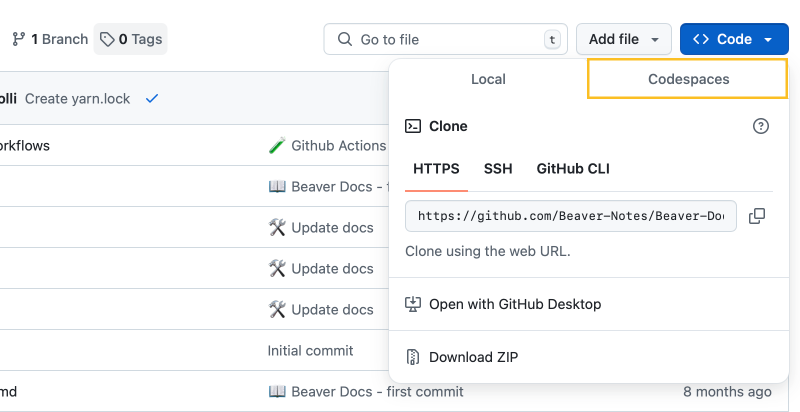 1 Branch
0 Tags
Go to file
t
Add file
<> Code
Local
Codespaces
olli Create yarn.lock
Clone
orkflows
Github Actions
HTTPS
SSH
GitHub CLI
Beaver Docs - f
https://github.com/Beaver-Notes/Beaver-Doc
Update docs
Clone using the web URL.
Update docs
Update docs
Open with GitHub Desktop
Initial commit
Download ZIP
md
Beaver Docs - first commit
8 months ago